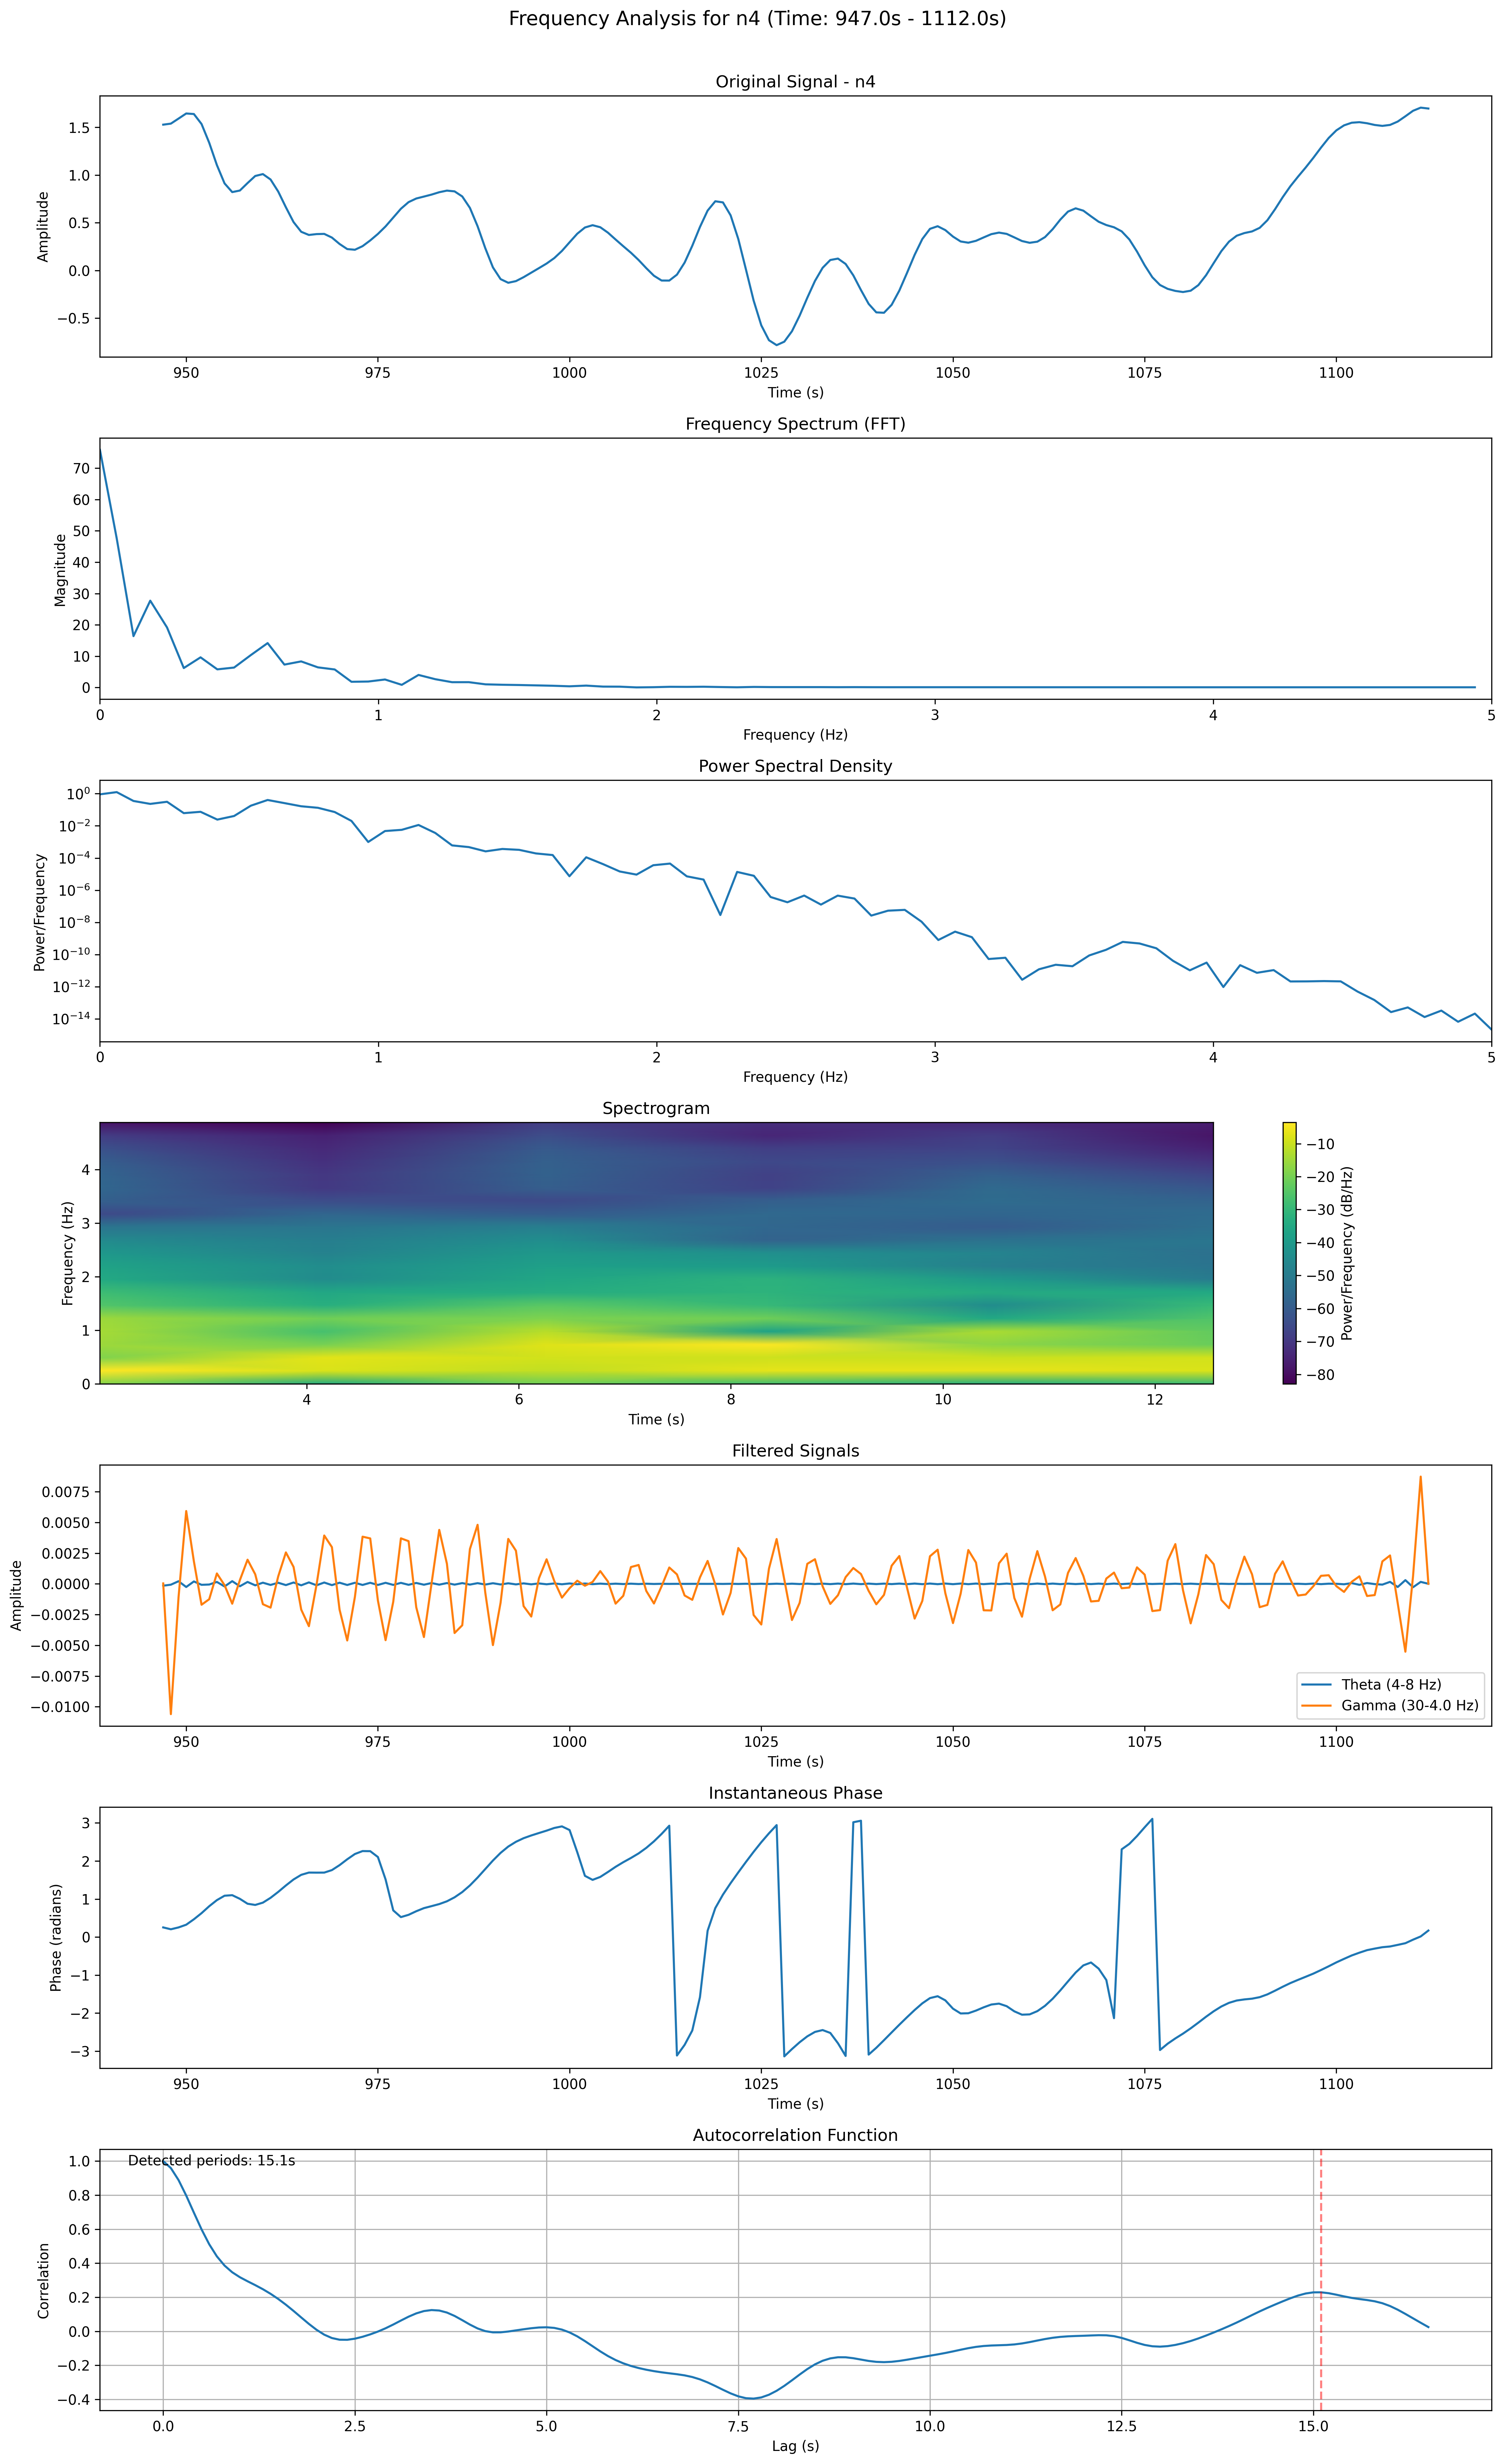 Frequency Analysis for n4 (Time: 947.0s - 1112.0s)
Original Signal - n4
1.5
1.0
0.5
0.0
−0.5
Amplitude
950 975 1000 1025 1050 1075 1100
Time (s)
Frequency Spectrum (FFT)
70
60
50
40
30
20
10
0
Magnitude
0 1 2 3 4 5
Frequency (Hz)
Power Spectral Density
10⁰
10⁻²
10⁻⁴
10⁻⁶
10⁻⁸
10⁻¹⁰
10⁻¹²
10⁻¹⁴
Power/Frequency
0 1 2 3 4 5
Frequency (Hz)
Spectrogram
4
3
2
1
0
Frequency (Hz)
4 6 8 10 12
Time (s)
−10
−20
−30
−40
−50
−60
−70
−80
Power/Frequency (dB/Hz)
Filtered Signals
0.0075
0.0050
0.0025
0.0000
−0.0025
−0.0050
−0.0075
−0.0100
Amplitude
Theta (4-8 Hz)
Gamma (30-4.0 Hz)
950 975 1000 1025 1050 1075 1100
Time (s)
Instantaneous Phase
3
2
1
0
−1
−2
−3
Phase (radians)
950 975 1000 1025 1050 1075 1100
Time (s)
Autocorrelation Function
Detected periods: 15.1s
1.0
0.8
0.6
0.4
0.2
0.0
−0.2
−0.4
Correlation
0.0 2.5 5.0 7.5 10.0 12.5 15.0
Lag (s)